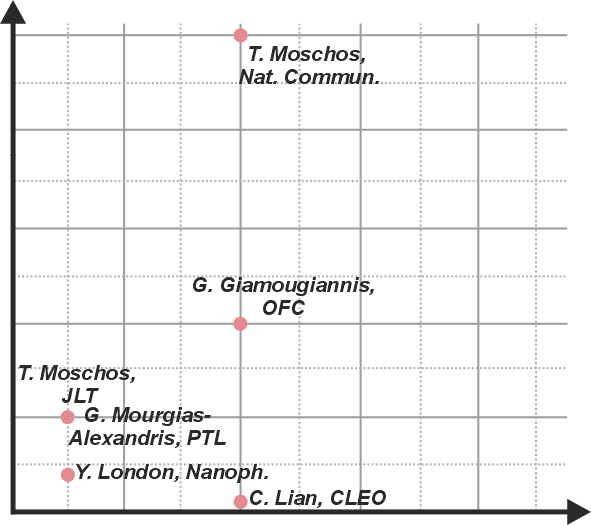 T. Moschos,
Nat. Commun.
G. Giamougiannis,
OFC
T. Moschos,
JLT
G. Mourgias-
Alexandris, PTL
Y. London, Nanoph.
C. Lian, CLEO